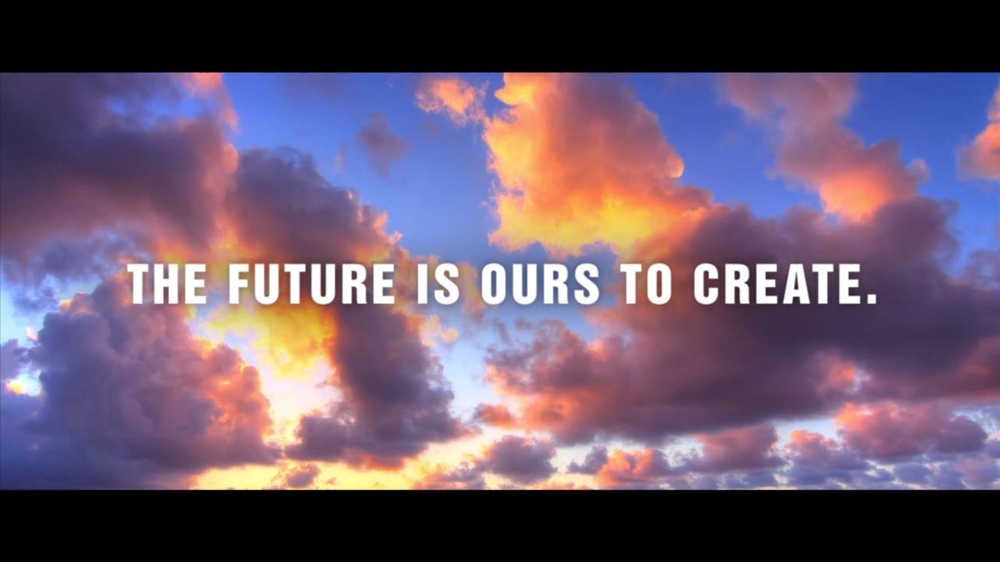 THE FUTURE IS OURS TO CREATE.